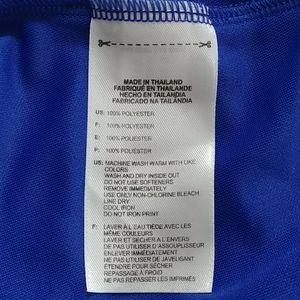 MADE IN THAILAND
FABRIQUÉ EN THAÏLANDE
HECHO EN TAILANDIA
FABRICADO NA TAILÂNDIA
US: 100% POLYESTER
F: 100% POLYESTER
E: 100% POLIÉSTER
P: 100% POLIÉSTER
US: MACHINE WASH WARM WITH LIKE
COLORS
WASH AND DRY INSIDE OUT
DO NOT USE SOFTENERS
REMOVE IMMEDIATELY
USE ONLY NON-CHLORINE BLEACH
LINE DRY
COOL IRON
DO NOT IRON PRINT
F: LAVER À L'EAU TIÈDE AVEC LES
MÊME COULEURS
LAVER ET SÉCHER À L'ENVERS
NE PAS UTILISER D'ASSOUPLISSEUR
ENLEVER IMMÉDIATEMENT
NE PAS UTILISER DE JAVELISANT
ÉTENDRE POUR SÉCHER
REPASSAGE À FROID
NE PAS REPASSER LES IMPRIMÉS